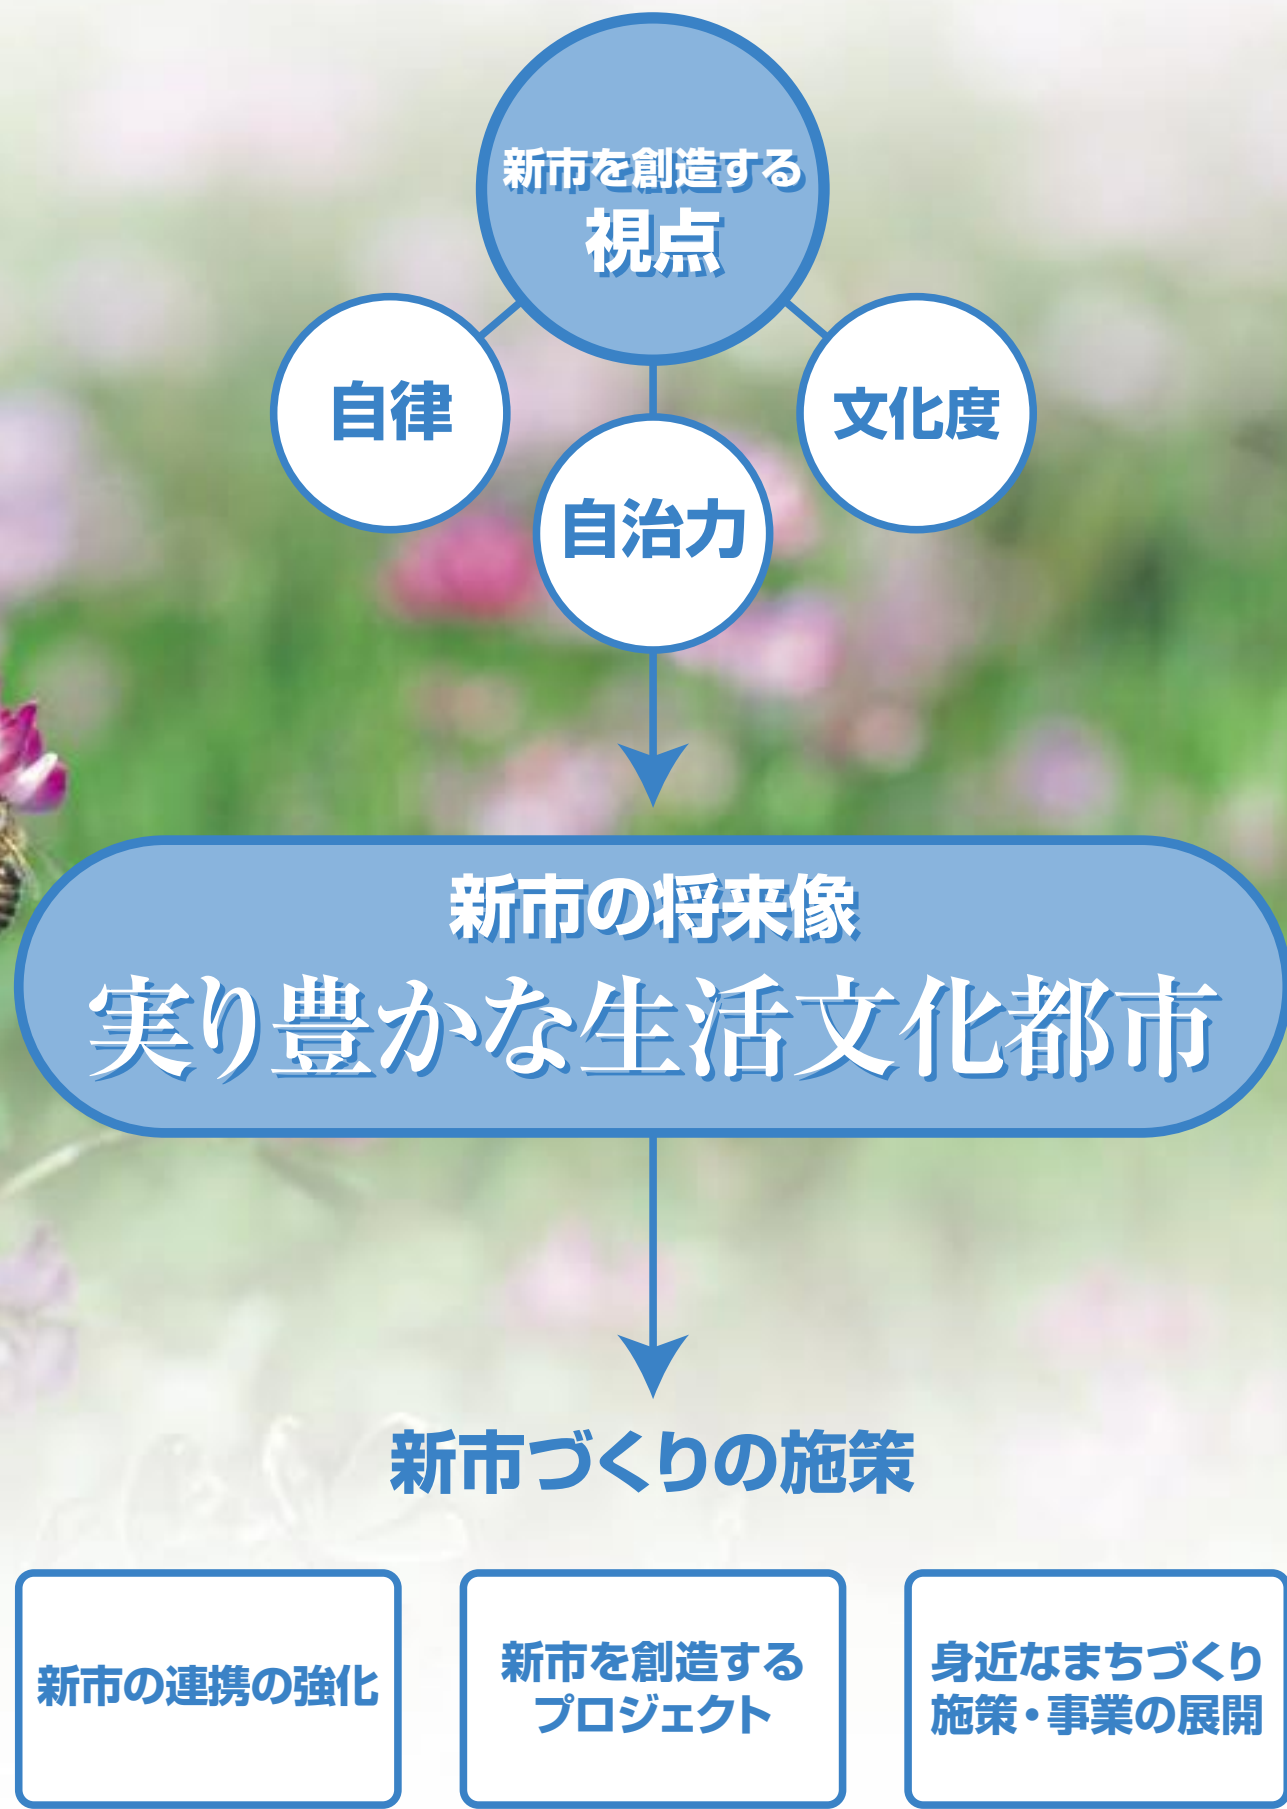 新市を創造する
視点
自律
文化度
自治力
新市の将来像
実り豊かな生活文化都市
新市づくりの施策
新市の連携の強化
新市を創造する
プロジェクト
身近なまちづくり
施策・事業の展開